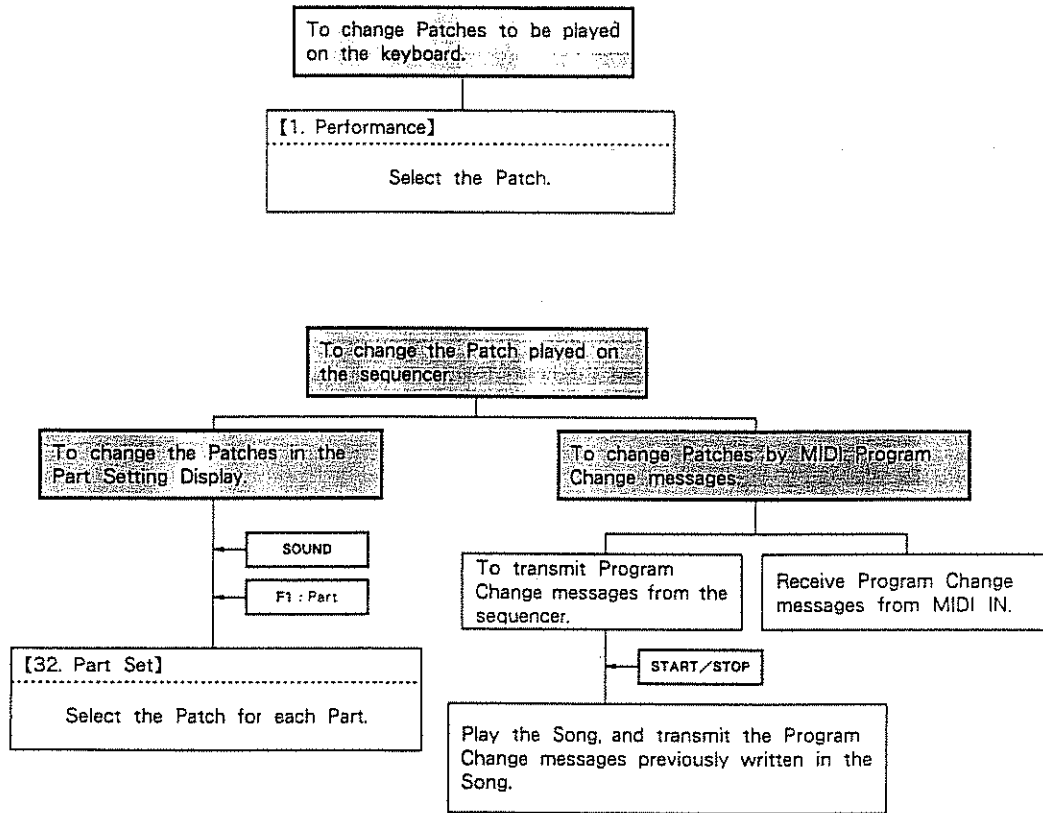 To change Patches to be played
on the keyboard.
【1. Performance】
Select the Patch.
To change the Patch played on
the sequencer.
To change the Patches in the
Part Setting Display.
To change Patches by MIDI Program
Change messages.
SOUND
F1 : Part
To transmit Program
Change messages from the
sequencer.
Receive Program Change
messages from MIDI IN.
START/STOP
【32. Part Set】
Select the Patch for each Part.
Play the Song, and transmit the Program
Change messages previously written in the
Song.